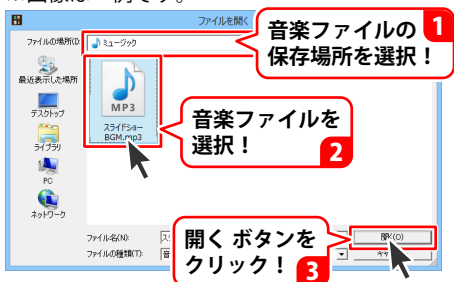 ファイルを開く
ファイルの場所(I):
ミュージック
音楽ファイルの
保存場所を選択！
1
最近表示した場所
デスクトップ
ライブラリ
PC
ネットワーク
MP3
スライドショー
BGM.mp3
音楽ファイルを
選択！
2
ファイル名(N):
ファイルの種類(T):
開く(O)
開く ボタンを
クリック！
3